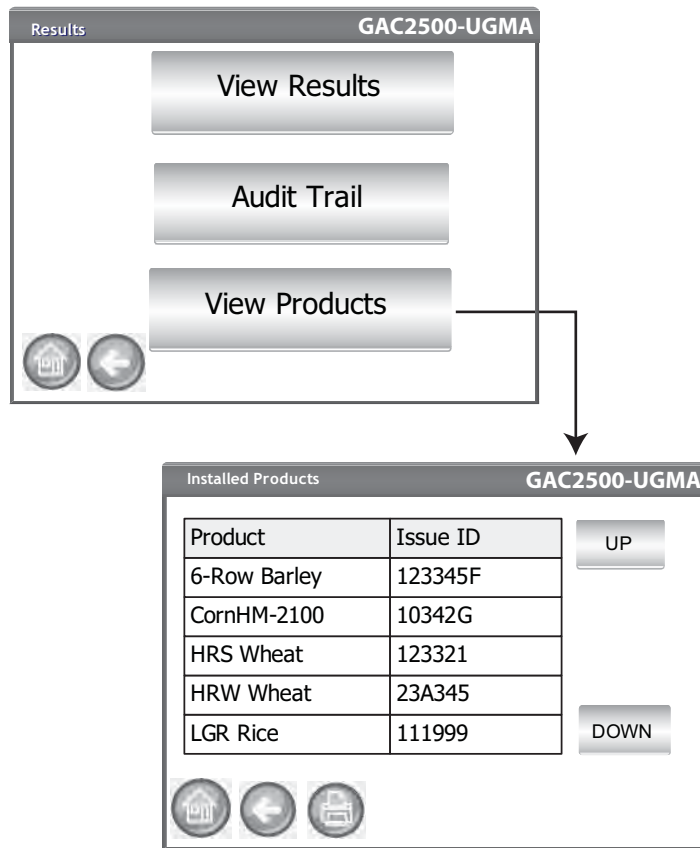 Results GAC2500-UGMA
View Results
Audit Trail
View Products
Installed Products GAC2500-UGMA
Product Issue ID UP
6-Row Barley 123345F
CornHM-2100 10342G
HRS Wheat 123321
HRW Wheat 23A345
LGR Rice 111999 DOWN